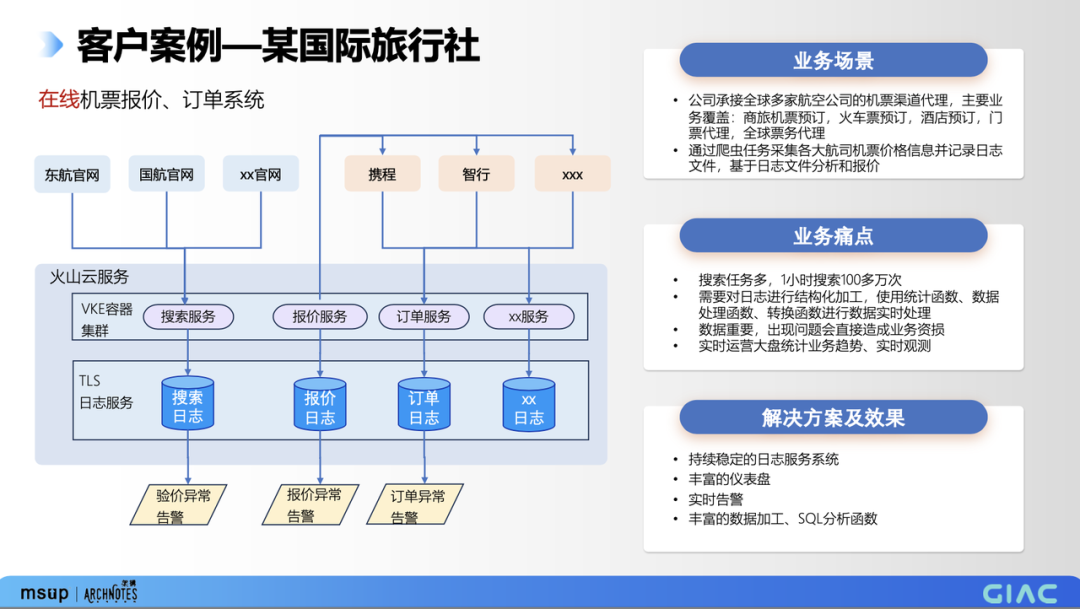 客户案例—某国际旅行社
在线机票报价、订单系统
东航官网
国航官网
xx官网
携程
智行
xxx
火山云服务
VKE容器
集群
搜索服务
报价服务
订单服务
xx服务
TLS
日志服务
搜索
日志
报价
日志
订单
日志
xx
日志
验价异常
告警
报价异常
告警
订单异常
告警
业务场景
• 公司承接全球多家航空公司的机票渠道代理，主要业
务覆盖：商旅机票预订，火车票预订，酒店预订，门
票代理，全球票务代理
• 通过爬虫任务采集各大航司机票价格信息并记录日志
文件，基于日志文件分析和报价
业务痛点
• 搜索任务多，1小时搜索100多万次
• 需要对日志进行结构化加工，使用统计函数、数据
处理函数、转换函数进行数据实时处理
• 数据重要，出现问题会直接造成业务资损
• 实时运营大盘统计业务趋势、实时观测
解决方案及效果
• 持续稳定的日志服务系统
• 丰富的仪表盘
• 实时告警
• 丰富的数据加工、SQL分析函数
msup | ARCHNOTES
GIAC